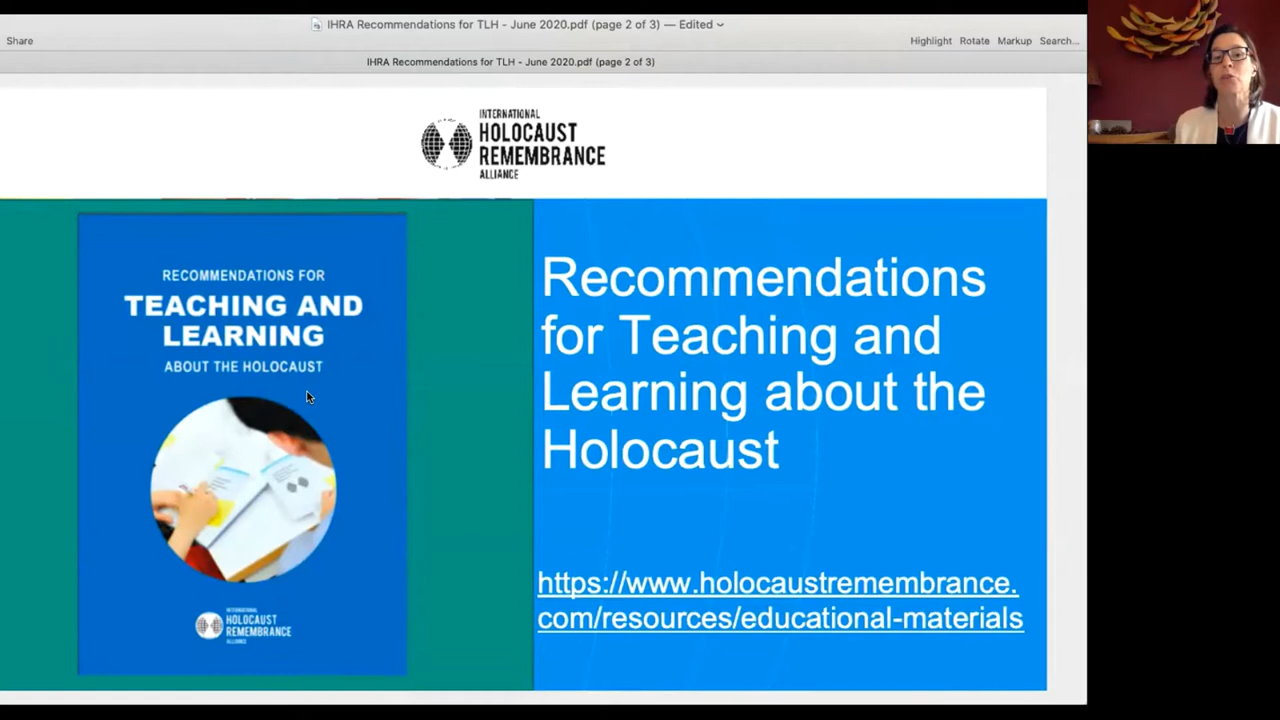 IHRA Recommendations for TLH - June 2020.pdf (page 2 of 3) — Edited
Share
Highlight Rotate Markup Search...
IHRA Recommendations for TLH - June 2020.pdf (page 2 of 3)
INTERNATIONAL
HOLOCAUST
REMEMBRANCE
ALLIANCE
RECOMMENDATIONS FOR
TEACHING AND
LEARNING
ABOUT THE HOLOCAUST
INTERNATIONAL
HOLOCAUST
REMEMBRANCE
ALLIANCE
Recommendations
for Teaching and
Learning about the
Holocaust
https://www.holocaustremembrance.
com/resources/educational-materials